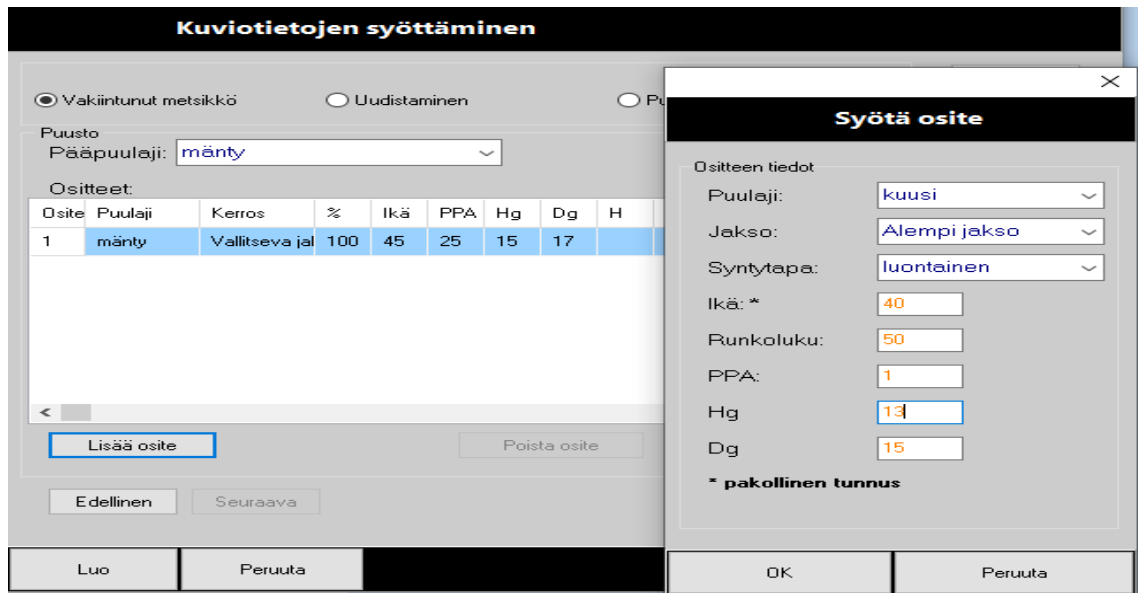 Kuviotietojen syöttäminen
Vakiintunut metsikkö Uudistaminen
Puusto
Pääpuulaji: mänty
Ositteet:
Osite Puulaji Kerros % Ikä PPA Hg Dg H
1 mänty Vallitseva jal 100 45 25 15 17
<
Lisää osite Poista osite
Edellinen Seuraava
Luo Peruuta
Syötä osite
Ositteen tiedot
Puulaji: kuusi
Jakso: Alempi jakso
Syntytapa: luontainen
Ikä: * 40
Runkoluku: 50
PPA: 1
Hg 13
Dg 15
* pakollinen tunnus
OK Peruuta